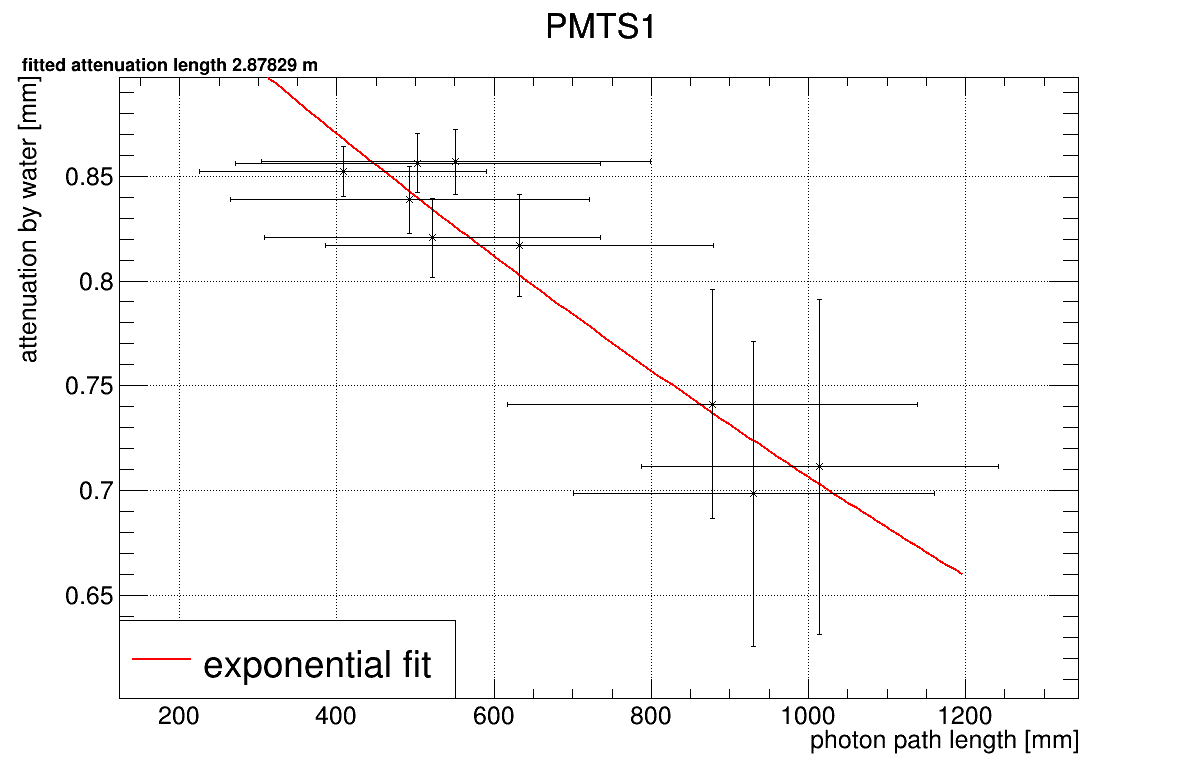 PMTS1
fitted attenuation length 2.87829 m
attenuation by water [mm]
0.85
0.8
0.75
0.7
0.65
exponential fit
200 400 600 800 1000 1200
photon path length [mm]